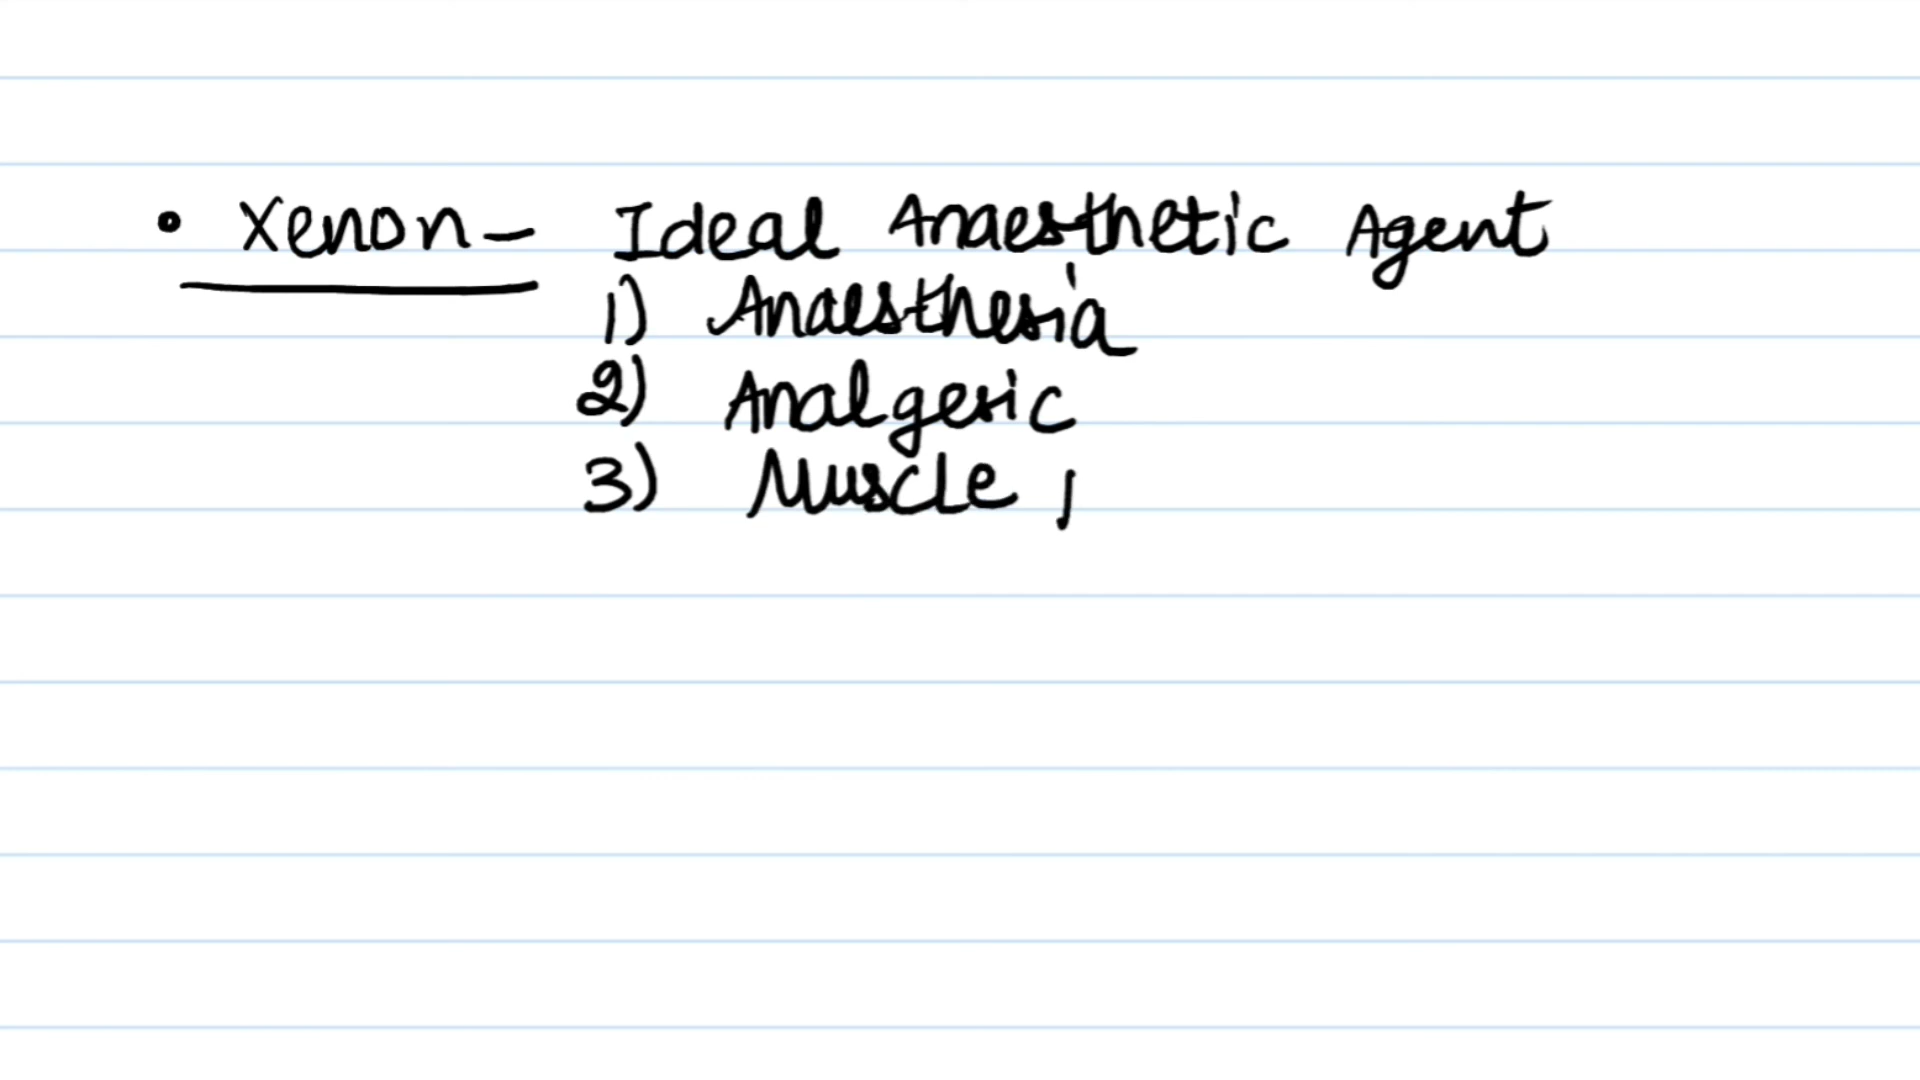 • Xenon - Ideal Anaesthetic Agent
1) Anaesthesia
2) Analgesic
3) Muscle